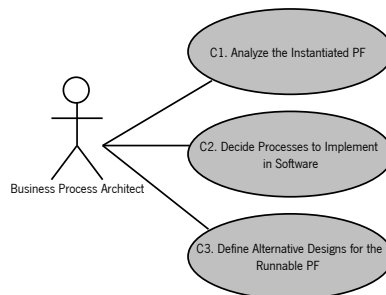 C1. Analyze the Instantiated PF
C2. Decide Processes to Implement
in Software
Business Process Architect
C3. Define Alternative Designs for the
Runnable PF